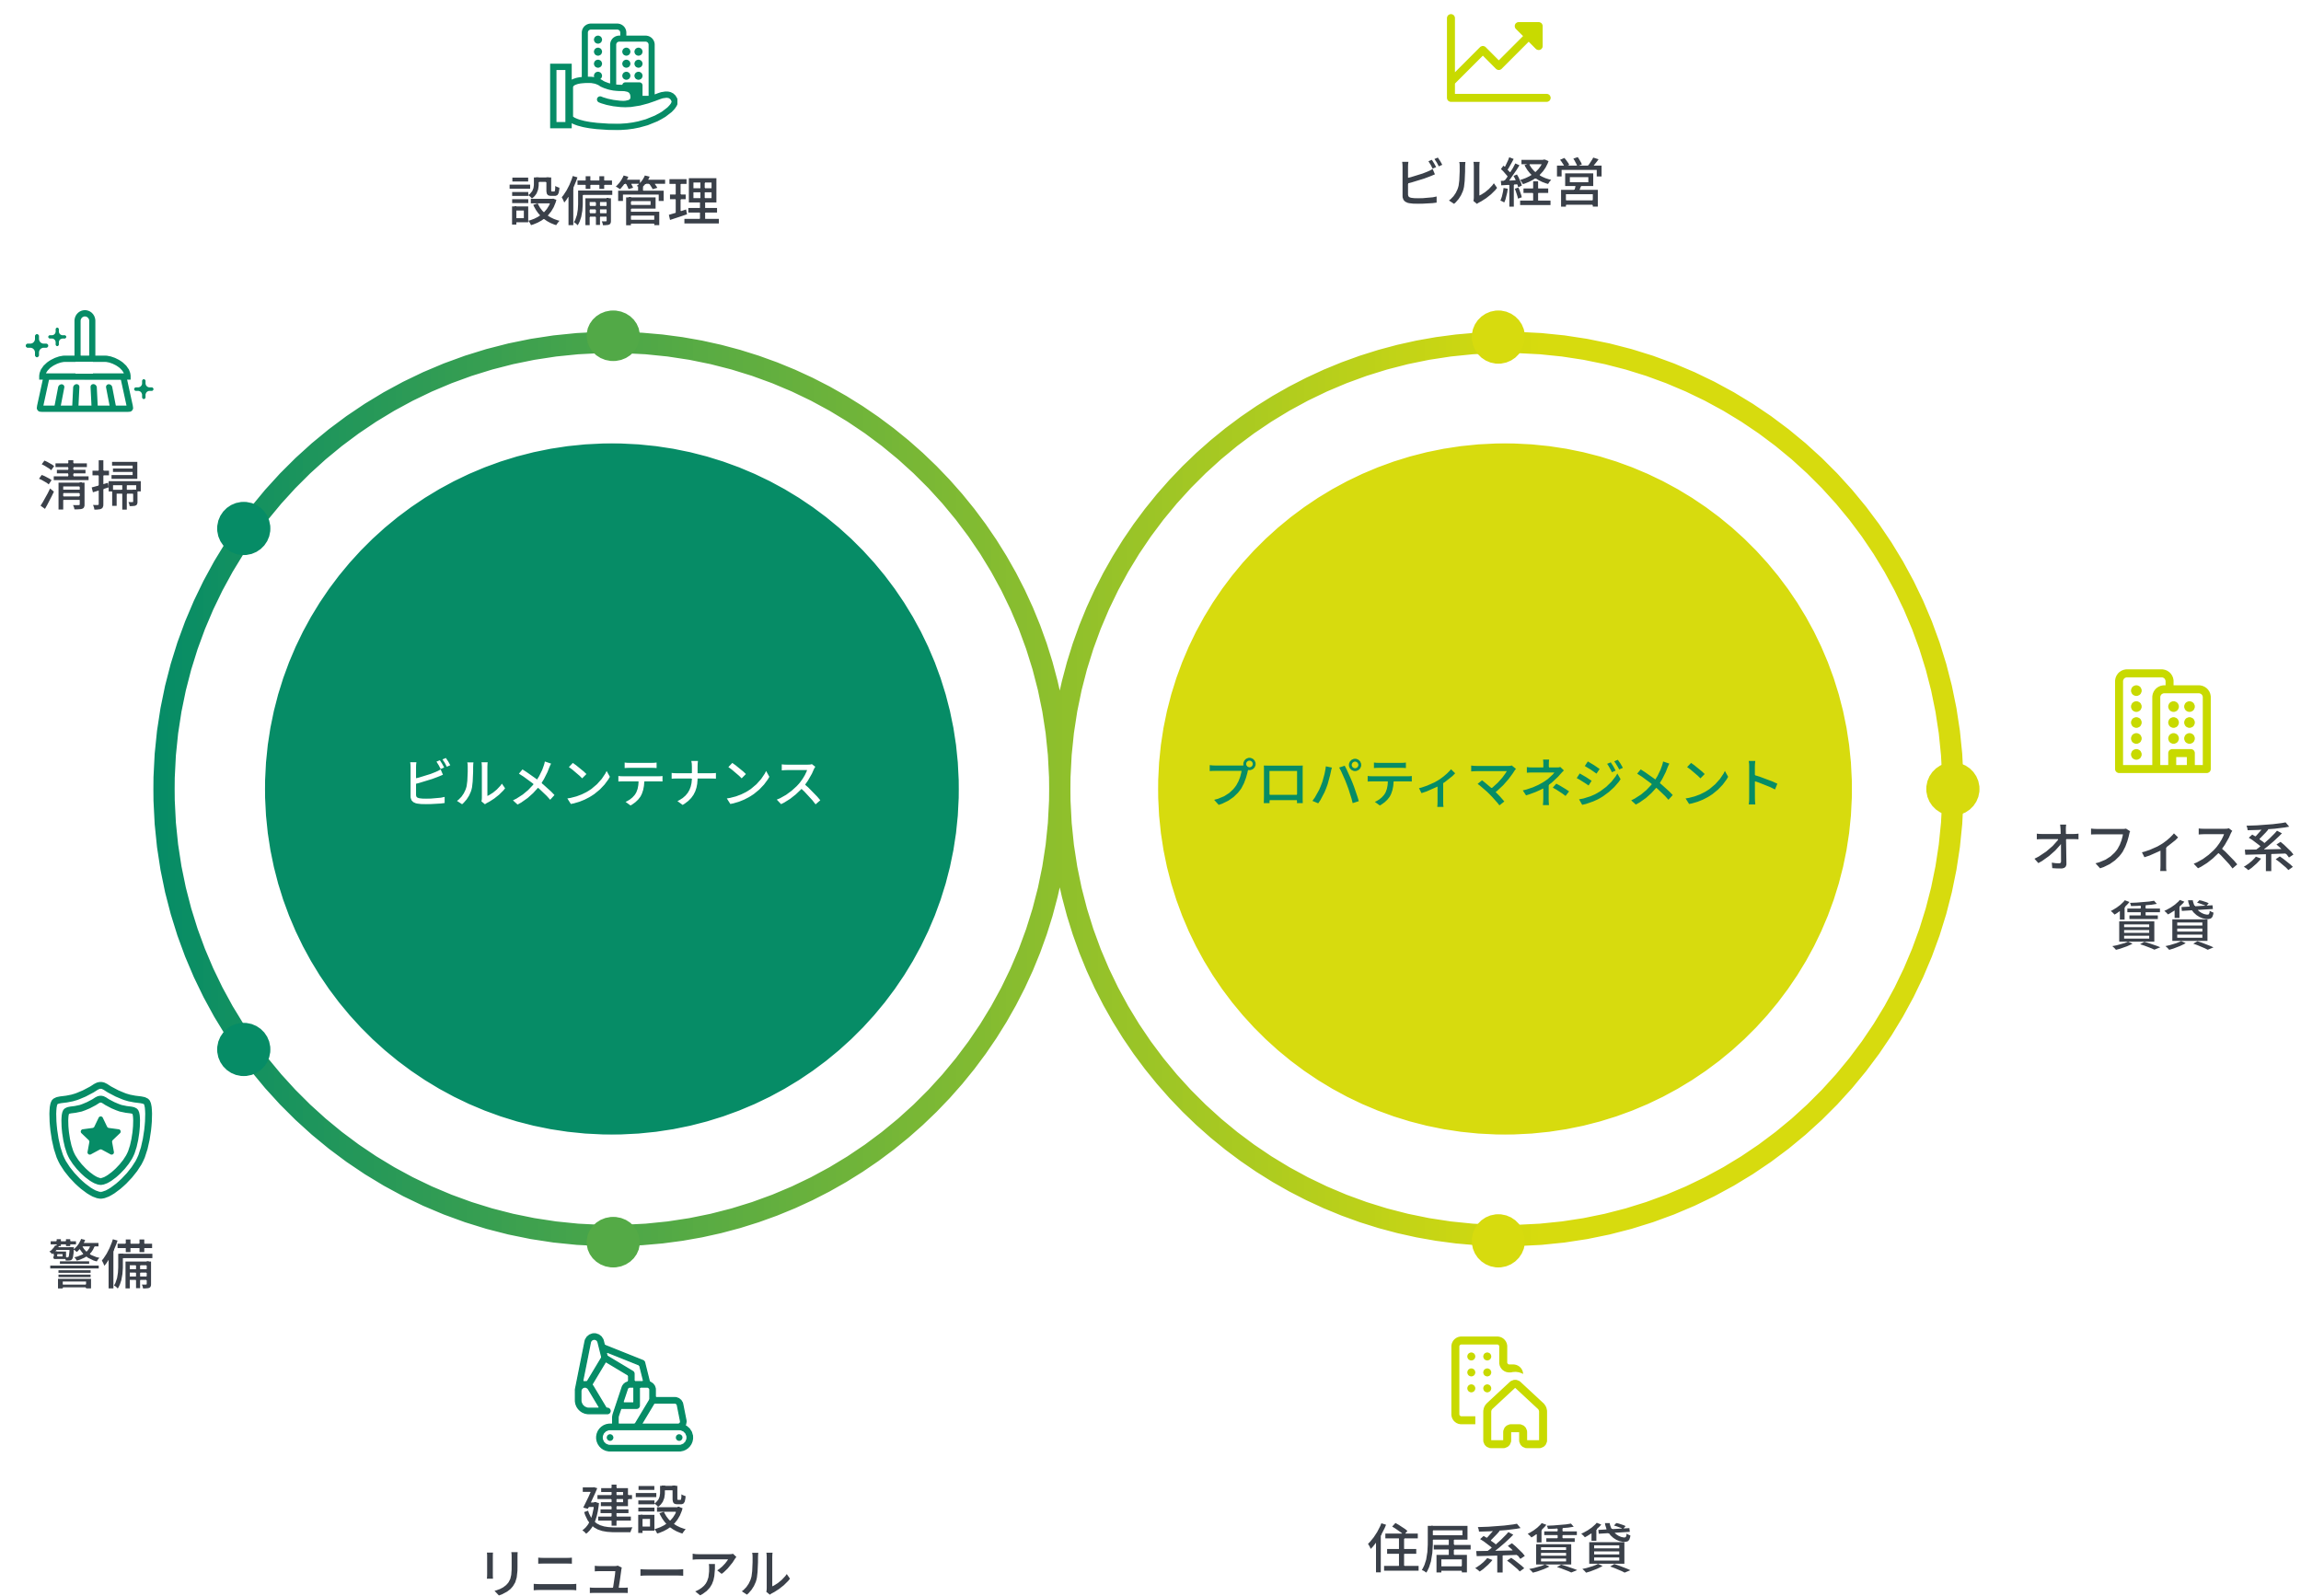 設備管理
ビル経営
清掃
ビルメンテナンス
プロパティマネジメント
オフィス系
賃貸
警備
建設
リニューアル
住居系賃貸